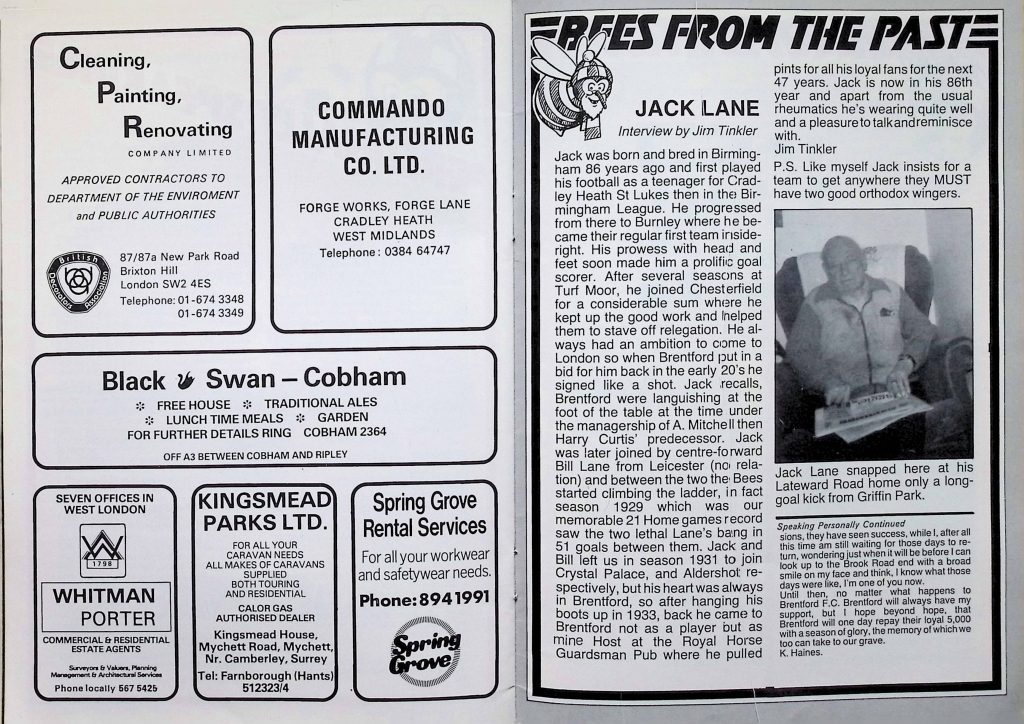 Cleaning,
Painting,
Renovating
COMPANY LIMITED
APPROVED CONTRACTORS TO
DEPARTMENT OF THE ENVIROMENT
and PUBLIC AUTHORITIES
British
Decorators Association
87/87a New Park Road
Brixton Hill
London SW2 4ES
Telephone: 01-674 3348
01-674 3349
COMMANDO
MANUFACTURING
CO. LTD.
FORGE WORKS, FORGE LANE
CRADLEY HEATH
WEST MIDLANDS
Telephone: 0384 64747
Black Swan – Cobham
FREE HOUSE TRADITIONAL ALES
LUNCH TIME MEALS GARDEN
FOR FURTHER DETAILS RING COBHAM 2364
OFF A3 BETWEEN COBHAM AND RIPLEY
SEVEN OFFICES IN
WEST LONDON
1798
WHITMAN
PORTER
COMMERCIAL & RESIDENTIAL
ESTATE AGENTS
Surveyors & Valuers, Planning
Management & Architectural Services
Phone locally 567 5425
KINGSMEAD
PARKS LTD.
FOR ALL YOUR
CARAVAN NEEDS
ALL MAKES OF CARAVANS
SUPPLIED
BOTH TOURING
AND RESIDENTIAL
CALOR GAS
AUTHORISED DEALER
Kingsmead House,
Mychett Road, Mychett,
Nr. Camberley, Surrey
Tel: Farnborough (Hants)
512323/4
Spring Grove
Rental Services
For all your workwear
and safetywear needs.
Phone: 894 1991
Spring
Grove
BEES FROM THE PAST
JACK LANE
Interview by Jim Tinkler
Jack was born and bred in Birming-
ham 86 years ago and first played
his football as a teenager for Crad-
ley Heath St Lukes then in the Bir-
mingham League. He progressed
from there to Burnley where he be-
came their regular first team inside-
right. His prowess with head and
feet soon made him a prolific goal
scorer. After several seasons at
Turf Moor, he joined Chesterfield
for a considerable sum where he
kept up the good work and helped
them to stave off relegation. He al-
ways had an ambition to come to
London so when Brentford put in a
bid for him back in the early 20's he
signed like a shot. Jack recalls,
Brentford were languishing at the
foot of the table at the time under
the managership of A. Mitchell then
Harry Curtis' predecessor. Jack
was later joined by centre-forward
Bill Lane from Leicester (no rela-
tion) and between the two the Bees
started climbing the ladder, in fact
season 1929 which was our
memorable 21 Home games record
saw the two lethal Lane's bang in
51 goals between them. Jack and
Bill left us in season 1931 to join
Crystal Palace, and Aldershot re-
spectively, but his heart was always
in Brentford, so after hanging his
boots up in 1933, back he came to
Brentford not as a player but as
mine Host at the Royal Horse
Guardsman Pub where he pulled
pints for all his loyal fans for the next
47 years. Jack is now in his 86th
year and apart from the usual
rheumatics he's wearing quite well
and a pleasure to talk and reminisce
with.
Jim Tinkler
P.S. Like myself Jack insists for a
team to get anywhere they MUST
have two good orthodox wingers.
Jack Lane snapped here at his
Lateward Road home only a long-
goal kick from Griffin Park.
Speaking Personally Continued
sions, they have seen success, while I, after all
this time am still waiting for those days to re-
turn, wondering just when it will be before I can
look up to the Brook Road end with a broad
smile on my face and think, I know what those
days were like, I'm one of you now.
Until then, no matter what happens to
Brentford F.C. Brentford will always have my
support, but I hope beyond hope, that
Brentford will one day repay their loyal 5,000
with a season of glory, the memory of which we
too can take to our grave.
K. Haines.